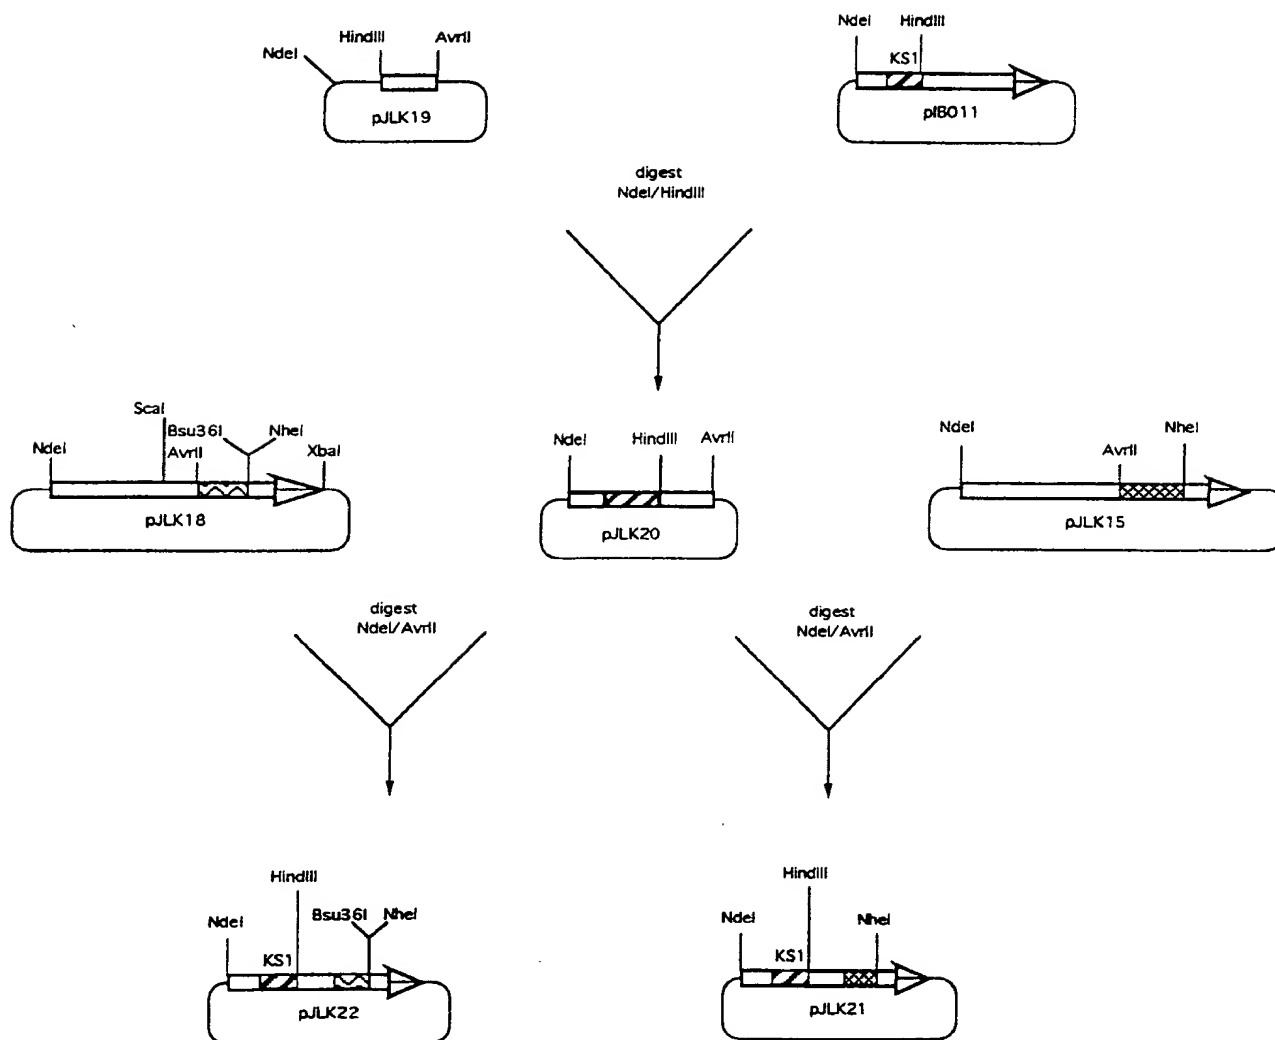 NdeI
HindIII
AvrII
pJLK19
NdeI
HindIII
KS1
pIB011
digest
NdeI/HindIII
ScaI
NdeI
Bsu36I
NheI
AvrII
XbaI
pJLK18
NdeI
HindIII
AvrII
pJLK20
NdeI
AvrII
NheI
pJLK15
digest
NdeI/AvrII
digest
NdeI/AvrII
HindIII
NdeI
Bsu36I
NheI
KS1
pJLK22
HindIII
NdeI
NheI
KS1
pJLK21